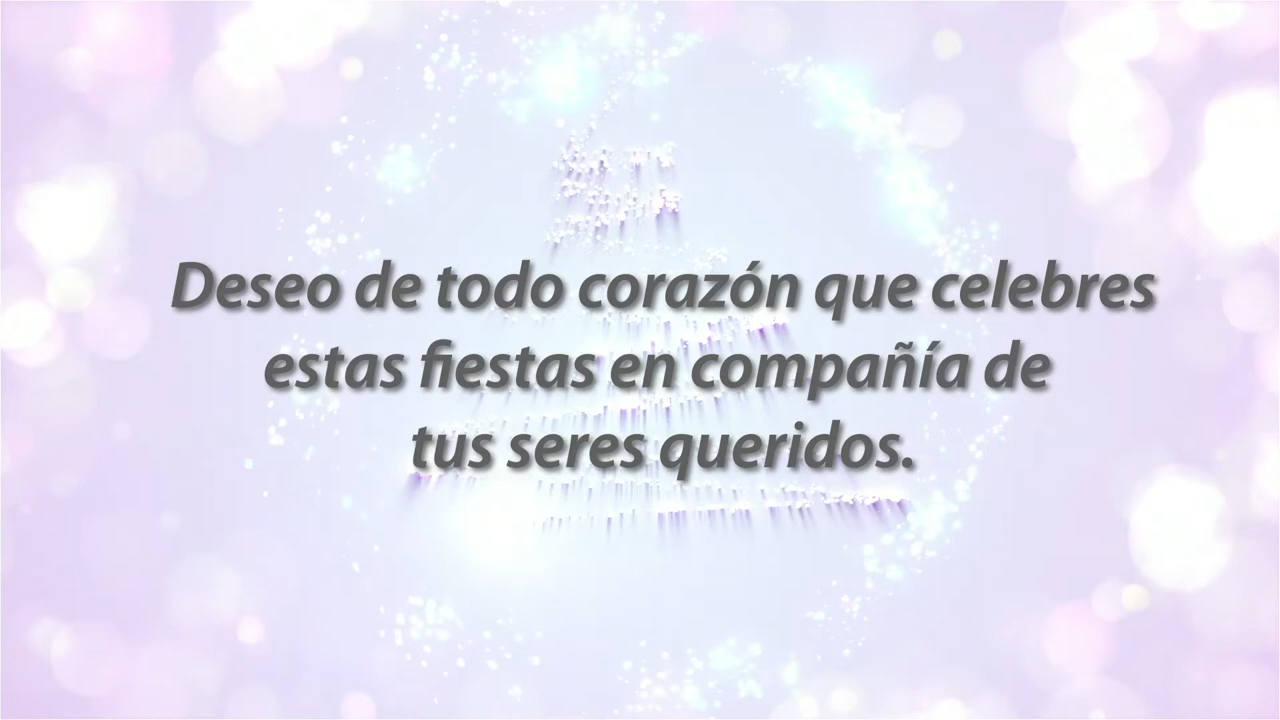 Deseo de todo corazón que celebres
estas fiestas en compañía de
tus seres queridos.